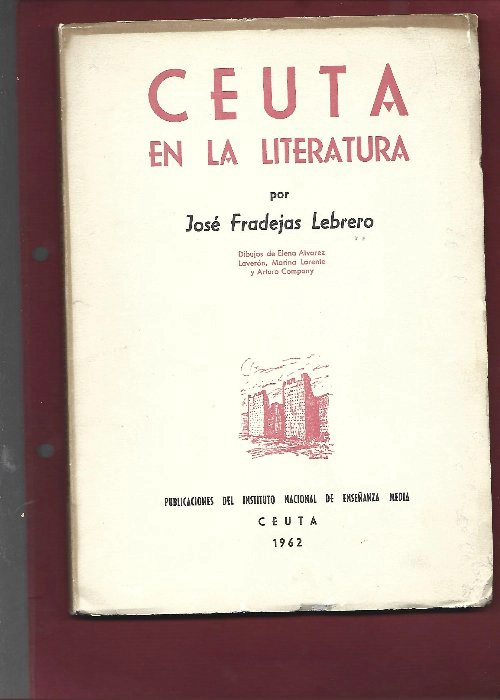 CEUTA
EN LA LITERATURA
por
José Fradejas Lebrero
Dibujos de Elena Alvarez
Laverón, Marina Lorente
y Arturo Company
PUBLICACIONES DEL INSTITUTO NACIONAL DE ENSEÑANZA MEDIA
CEUTA
1962